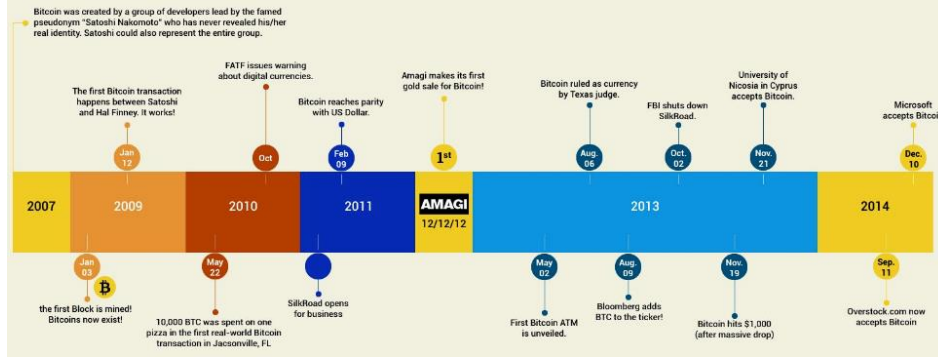 Bitcoin was created by a group of developers lead by the famed
pseudonym "Satoshi Nakomoto" who has never revealed his/her
real identity. Satoshi could also represent the entire group.
The first Bitcoin transaction
happens between Satoshi
and Hal Finney. It works!
FATF issues warning
about digital currencies.
Bitcoin reaches parity
with US Dollar.
Amagi makes its first
gold sale for Bitcoin!
Bitcoin ruled as currency
by Texas judge.
FBI shuts down
SilkRoad.
University of
Nicosia in Cyprus
accepts Bitcoin.
Microsoft
accepts Bitcoi
Jan
12
Oct
Feb
09
1st
Aug.
06
Oct.
02
Nov.
21
Dec.
10
2007
2009
2010
2011
AMAGI
12/12/12
2013
2014
Jan
03
May
22
May
02
Aug.
09
Nov.
19
Sep.
11
the first Block is mined!
Bitcoins now exist!
10,000 BTC was spent on one
pizza in the first real-world Bitcoin
transaction in Jacsonville, FL
SilkRoad opens
for business
First Bitcoin ATM
is unveiled.
Bloomberg adds
BTC to the ticker!
Bitcoin hits $1,000
(after massive drop)
Overstock.com now
accepts Bitcoin